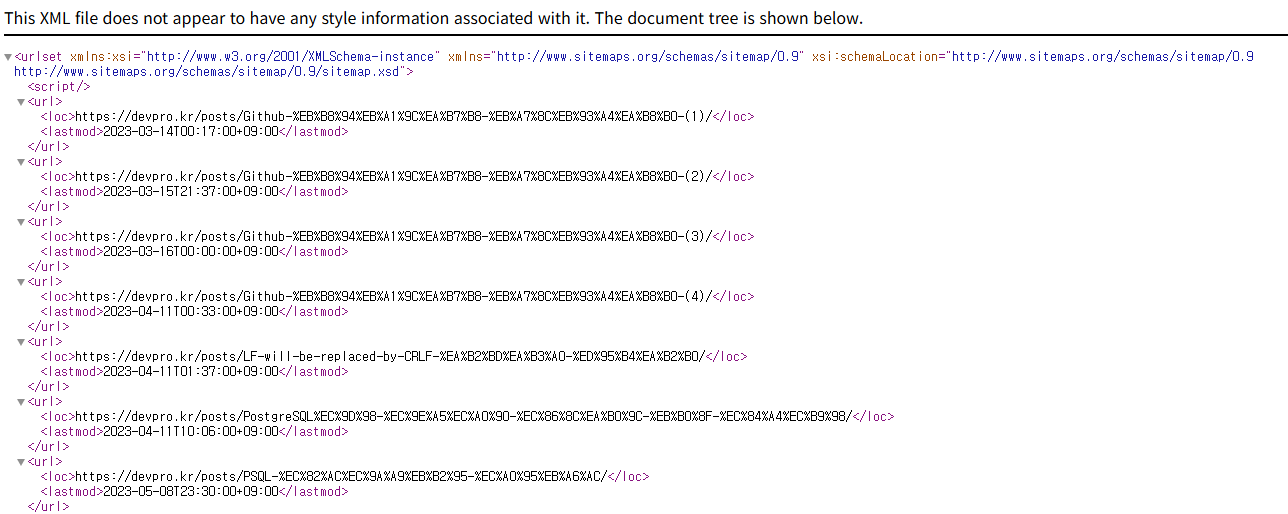 This XML file does not appear to have any style information associated with it. The document tree is shown below.
▼<urlset xmlns:xsi="http://www.w3.org/2001/XMLSchema-instance" xmlns="http://www.sitemaps.org/schemas/sitemap/0.9" xsi:schemaLocation="http://www.sitemaps.org/schemas/sitemap/0.9
http://www.sitemaps.org/schemas/sitemap/0.9/sitemap.xsd">
<script/>
▼<url>
<loc>https://devpro.kr/posts/Github-%EB%B8%94%EB%A1%9C%EA%B7%B8-%EB%A7%8C%EB%93%A4%EA%B8%B0-(1)/</loc>
<lastmod>2023-03-14T00:17:00+09:00</lastmod>
</url>
▼<url>
<loc>https://devpro.kr/posts/Github-%EB%B8%94%EB%A1%9C%EA%B7%B8-%EB%A7%8C%EB%93%A4%EA%B8%B0-(2)/</loc>
<lastmod>2023-03-15T21:37:00+09:00</lastmod>
</url>
▼<url>
<loc>https://devpro.kr/posts/Github-%EB%B8%94%EB%A1%9C%EA%B7%B8-%EB%A7%8C%EB%93%A4%EA%B8%B0-(3)/</loc>
<lastmod>2023-03-16T00:00:00+09:00</lastmod>
</url>
▼<url>
<loc>https://devpro.kr/posts/Github-%EB%B8%94%EB%A1%9C%EA%B7%B8-%EB%A7%8C%EB%93%A4%EA%B8%B0-(4)/</loc>
<lastmod>2023-04-11T00:33:00+09:00</lastmod>
</url>
▼<url>
<loc>https://devpro.kr/posts/LF-will-be-replaced-by-CRLF-%EA%B2%BD%EA%B3%A0-%ED%95%B4%EA%B2%B0/</loc>
<lastmod>2023-04-11T01:37:00+09:00</lastmod>
</url>
▼<url>
<loc>https://devpro.kr/posts/PostgreSQL%EC%9D%98-%EC%9E%A5%EC%A0%90-%EC%86%8C%EA%B0%9C-%EB%B0%8F-%EC%84%A4%EC%B9%98/</loc>
<lastmod>2023-04-11T10:06:00+09:00</lastmod>
</url>
▼<url>
<loc>https://devpro.kr/posts/PSQL-%EC%82%AC%EC%9A%A9%EB%B2%95-%EC%A0%95%EB%A6%AC/</loc>
<lastmod>2023-05-08T23:30:00+09:00</lastmod>
</url>